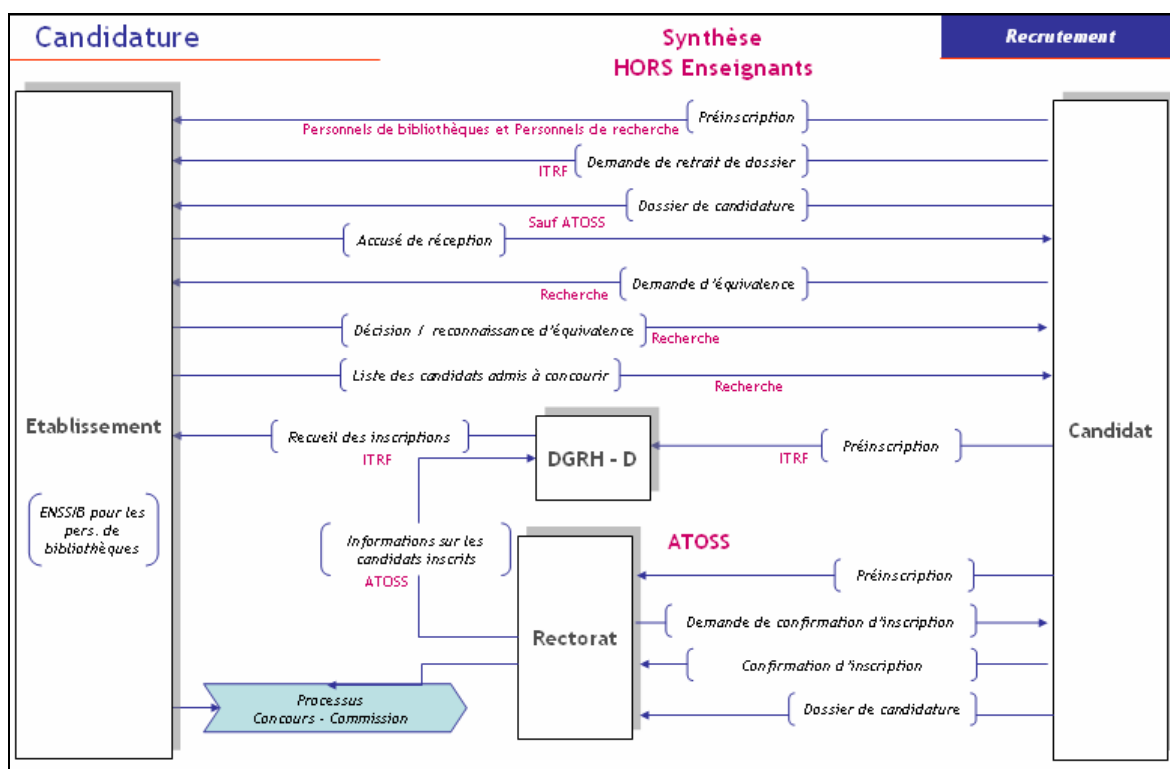 Candidature
Synthèse
HORS Enseignants
Recrutement
Préinscription
Personnels de bibliothèques et Personnels de recherche
Demande de retrait de dossier
ITRF
Dossier de candidature
Sauf ATOSS
Accusé de réception
Demande d'équivalence
Recherche
Décision / reconnaissance d'équivalence
Recherche
Liste des candidats admis à concourir
Recherche
Etablissement
Candidat
Recueil des inscriptions
ITRF
DGRH - D
Préinscription
ITRF
ENSSIB pour les
pers. de
bibliothèques
Informations sur les
candidats inscrits
ATOSS
ATOSS
Rectorat
Préinscription
Demande de confirmation d'inscription
Confirmation d'inscription
Dossier de candidature
Processus
Concours - Commission